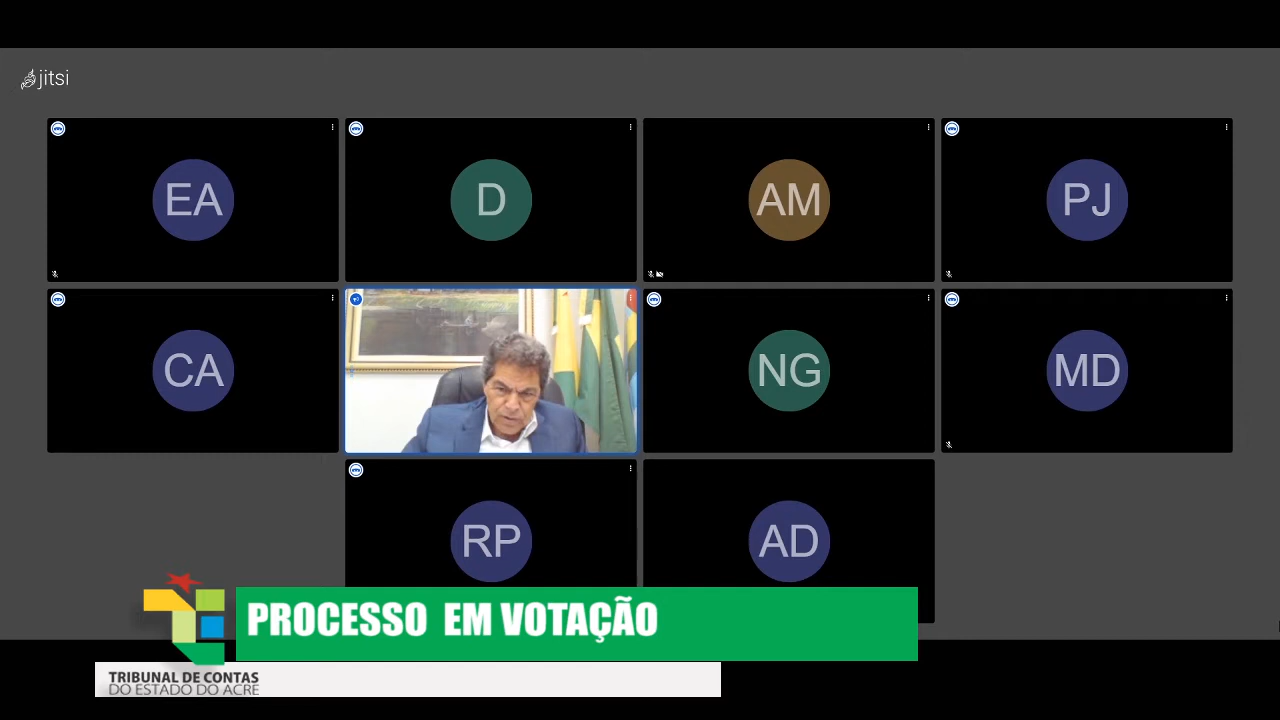 jitsi
EA
D
AM
PJ
CA
NG
MD
RP
AD
PROCESSO EM VOTAÇÃO
TRIBUNAL DE CONTAS
DO ESTADO DO ACRE